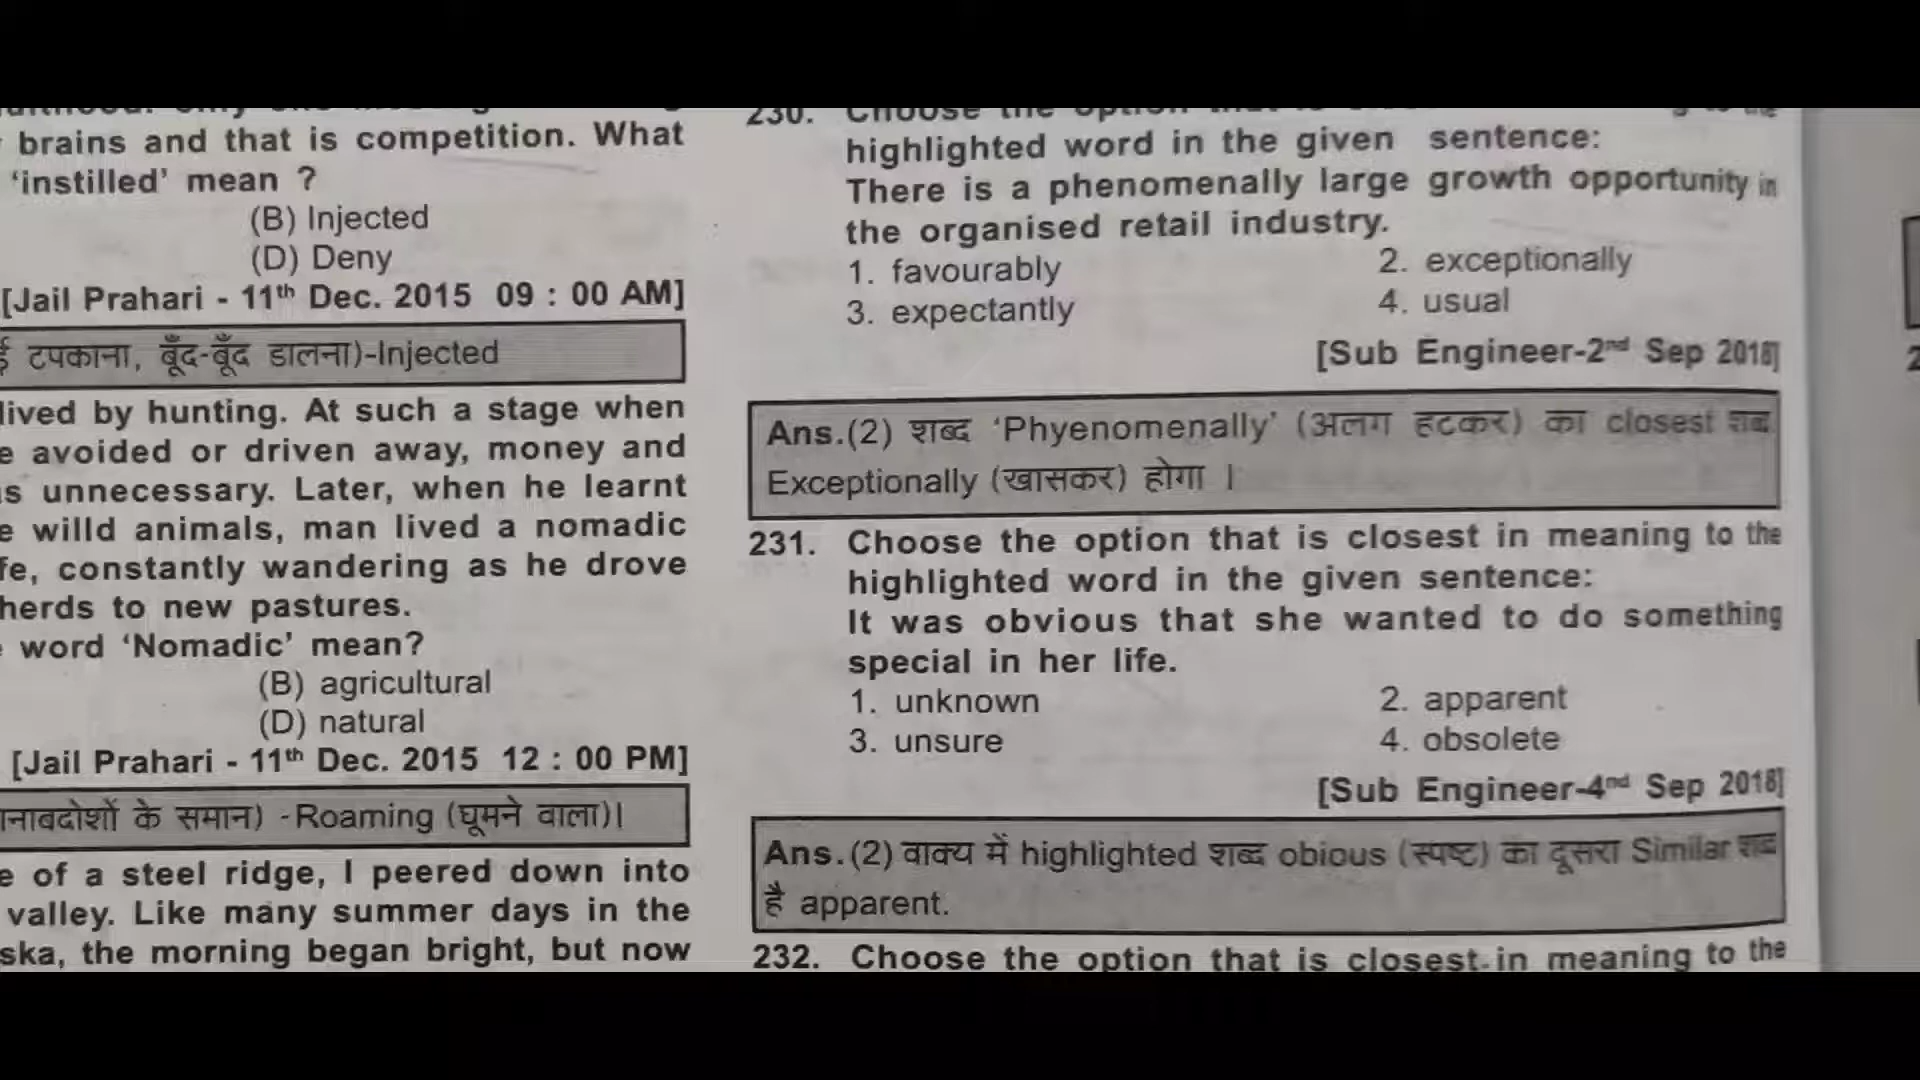 brains and that is competition. What
'instilled' mean ?
(B) Injected
(D) Deny
[Jail Prahari - 11th Dec. 2015 09 : 00 AM]
टपकाना, बूँद-बूँद डालना)-Injected
lived by hunting. At such a stage when
avoided or driven away, money and
unnecessary. Later, when he learnt
willd animals, man lived a nomadic
constantly wandering as he drove
herds to new pastures.
word 'Nomadic' mean?
(B) agricultural
(D) natural
[Jail Prahari - 11th Dec. 2015 12 : 00 PM]
के समान) -Roaming (घूमने वाला)।
of a steel ridge, I peered down into
valley. Like many summer days in the
the morning began bright, but now
230. Choose the option that is
highlighted word in the given sentence:
There is a phenomenally large growth opportunity in
the organised retail industry.
1. favourably 2. exceptionally
3. expectantly 4. usual
[Sub Engineer-2nd Sep 2018]
Ans.(2) शब्द 'Phyenomenally' (अलग हटकर) का closest शब्द
Exceptionally (खासकर) होगा ।
231. Choose the option that is closest in meaning to the
highlighted word in the given sentence:
It was obvious that she wanted to do something
special in her life.
1. unknown 2. apparent
3. unsure 4. obsolete
[Sub Engineer-4nd Sep 2018]
Ans.(2) वाक्य में highlighted शब्द obious (स्पष्ट) का दूसरा Similar शब्द
है apparent.
232. Choose the option that is closest in meaning to the